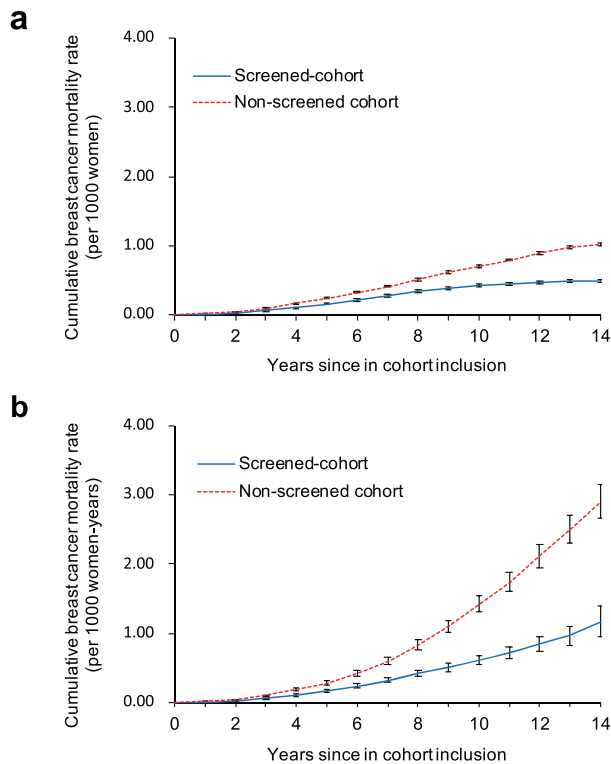 a
Cumulative breast cancer mortality rate
(per 1000 women)
4.00
3.00
2.00
1.00
0.00
Screened-cohort
Non-screened cohort
0 2 4 6 8 10 12 14
Years since in cohort inclusion
b
Cumulative breast cancer mortality rate
(per 1000 women-years)
4.00
3.00
2.00
1.00
0.00
Screened-cohort
Non-screened cohort
0 2 4 6 8 10 12 14
Years since in cohort inclusion